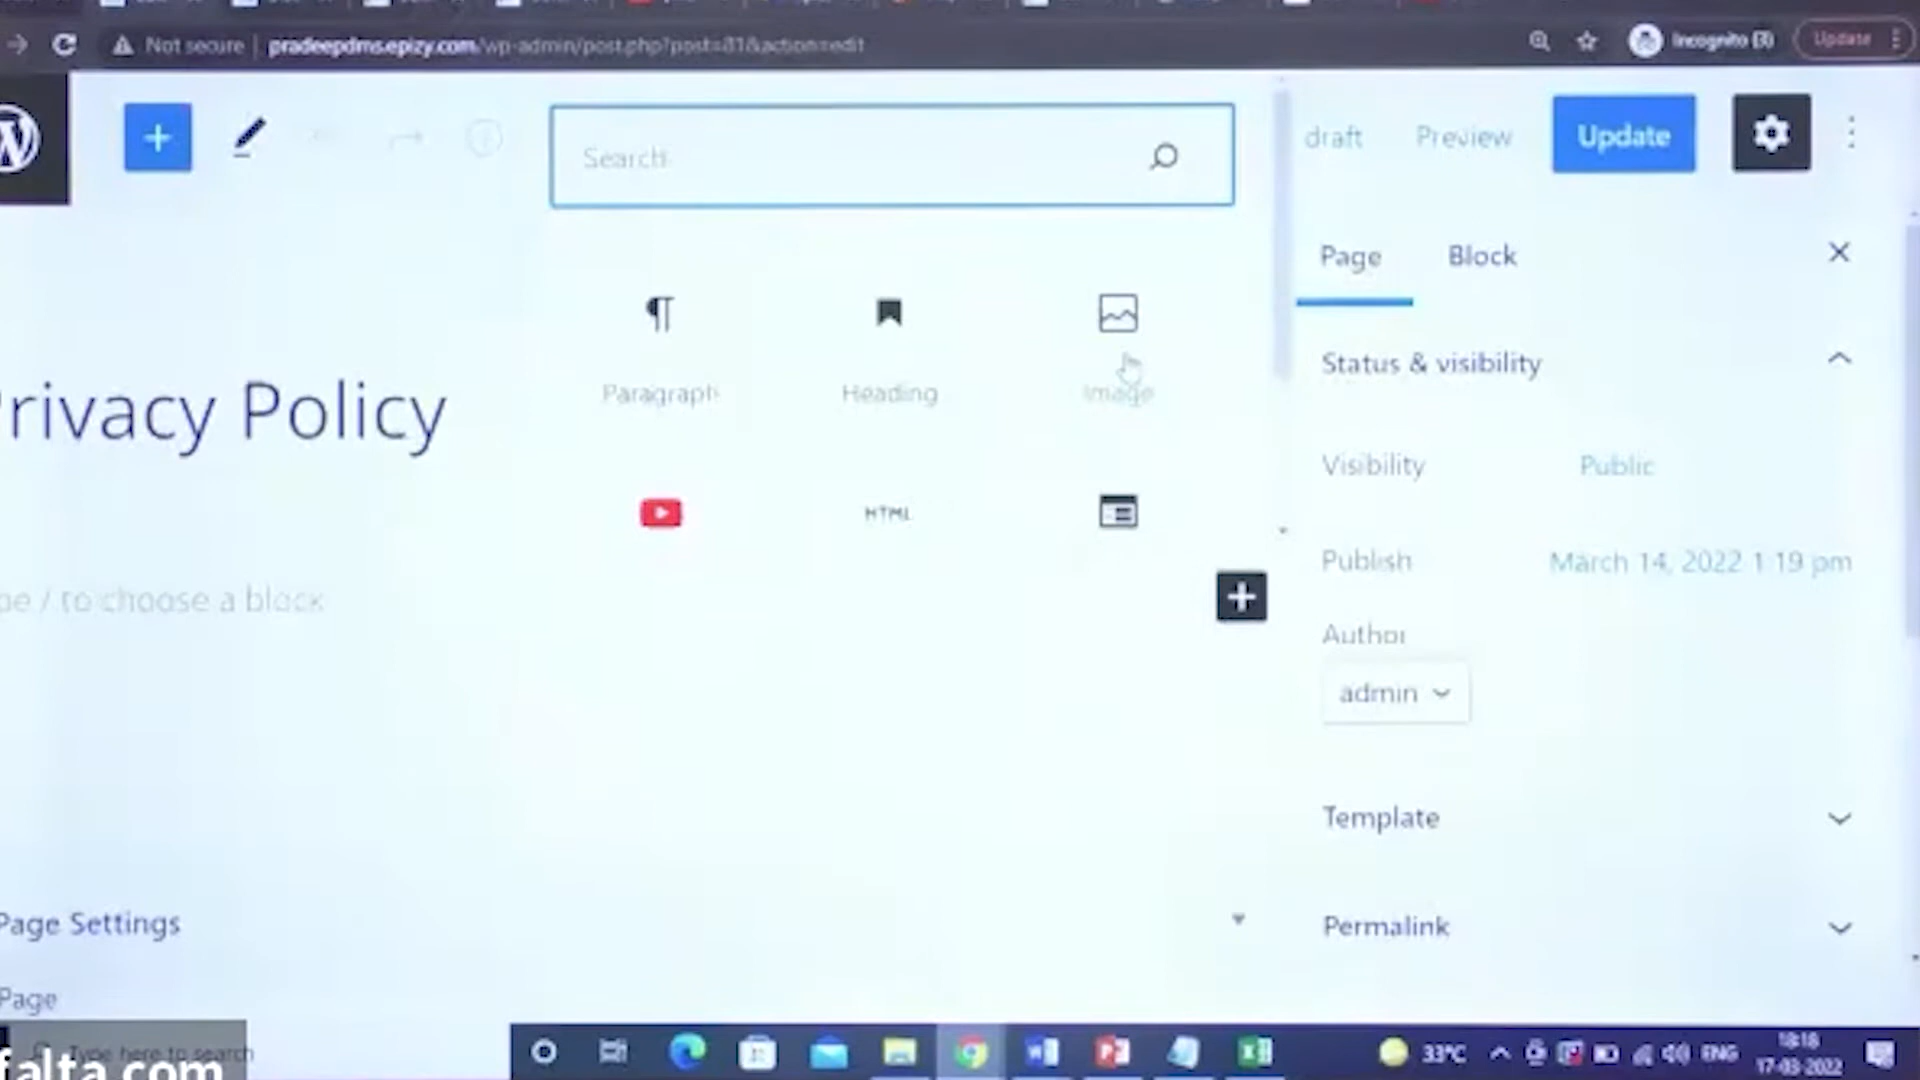 Not secure | pradeepdms.epizy.com/wp-admin/post.php?post=81&action=edit
Incognito (3)
Update
Search
draft
Preview
Update
Page
Block
Status & visibility
Paragraph
Heading
Image
rivacy Policy
Visibility
Public
HTML
Publish
March 14, 2022 1:19 pm
pe / to choose a block
Author
admin
Template
Page Settings
Permalink
Page
Type here to search
falta.com
33°C
ENG
18:18
17-03-2022